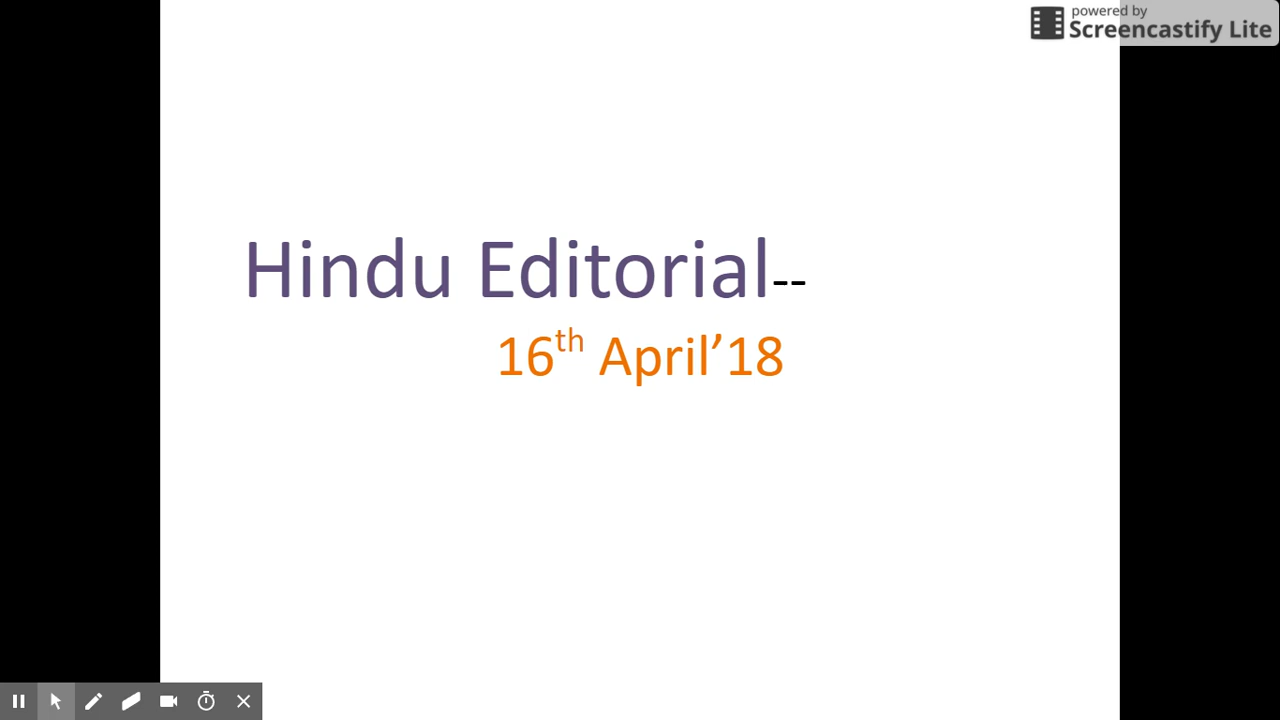 powered by
Screencastify Lite
Hindu Editorial--
16th April’18